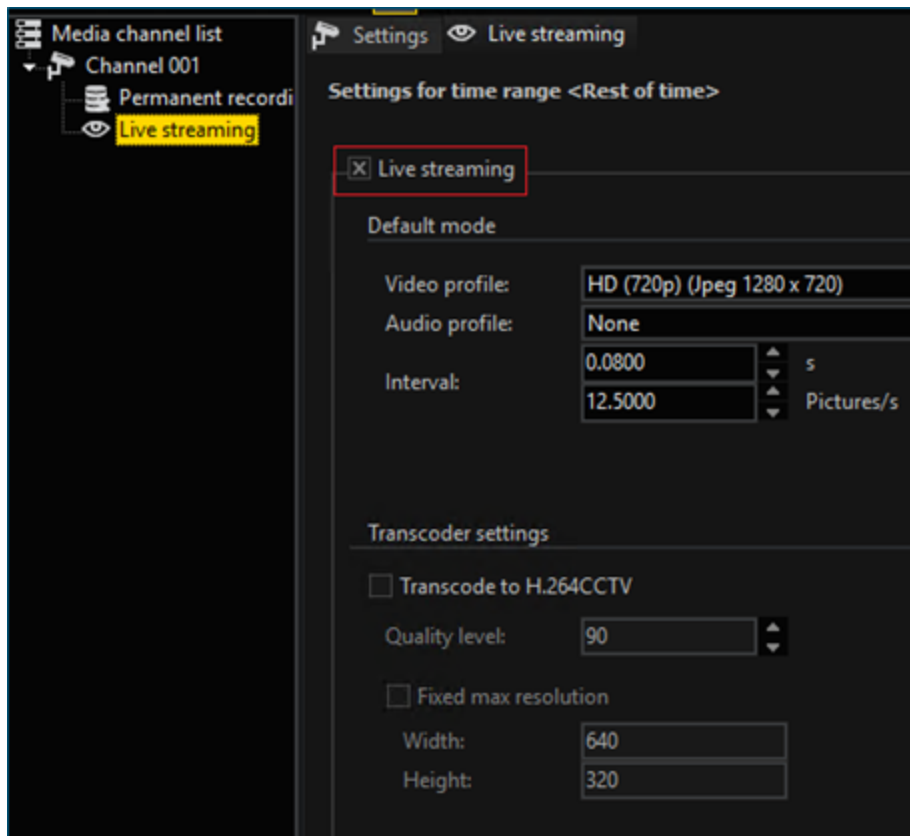 Media channel list
Channel 001
Permanent recordi
Live streaming
Settings
Live streaming
Settings for time range <Rest of time>
Live streaming
Default mode
Video profile: HD (720p) (Jpeg 1280 x 720)
Audio profile: None
Interval: 0.0800 s
12.5000 Pictures/s
Transcoder settings
Transcode to H.264CCTV
Quality level: 90
Fixed max resolution
Width: 640
Height: 320